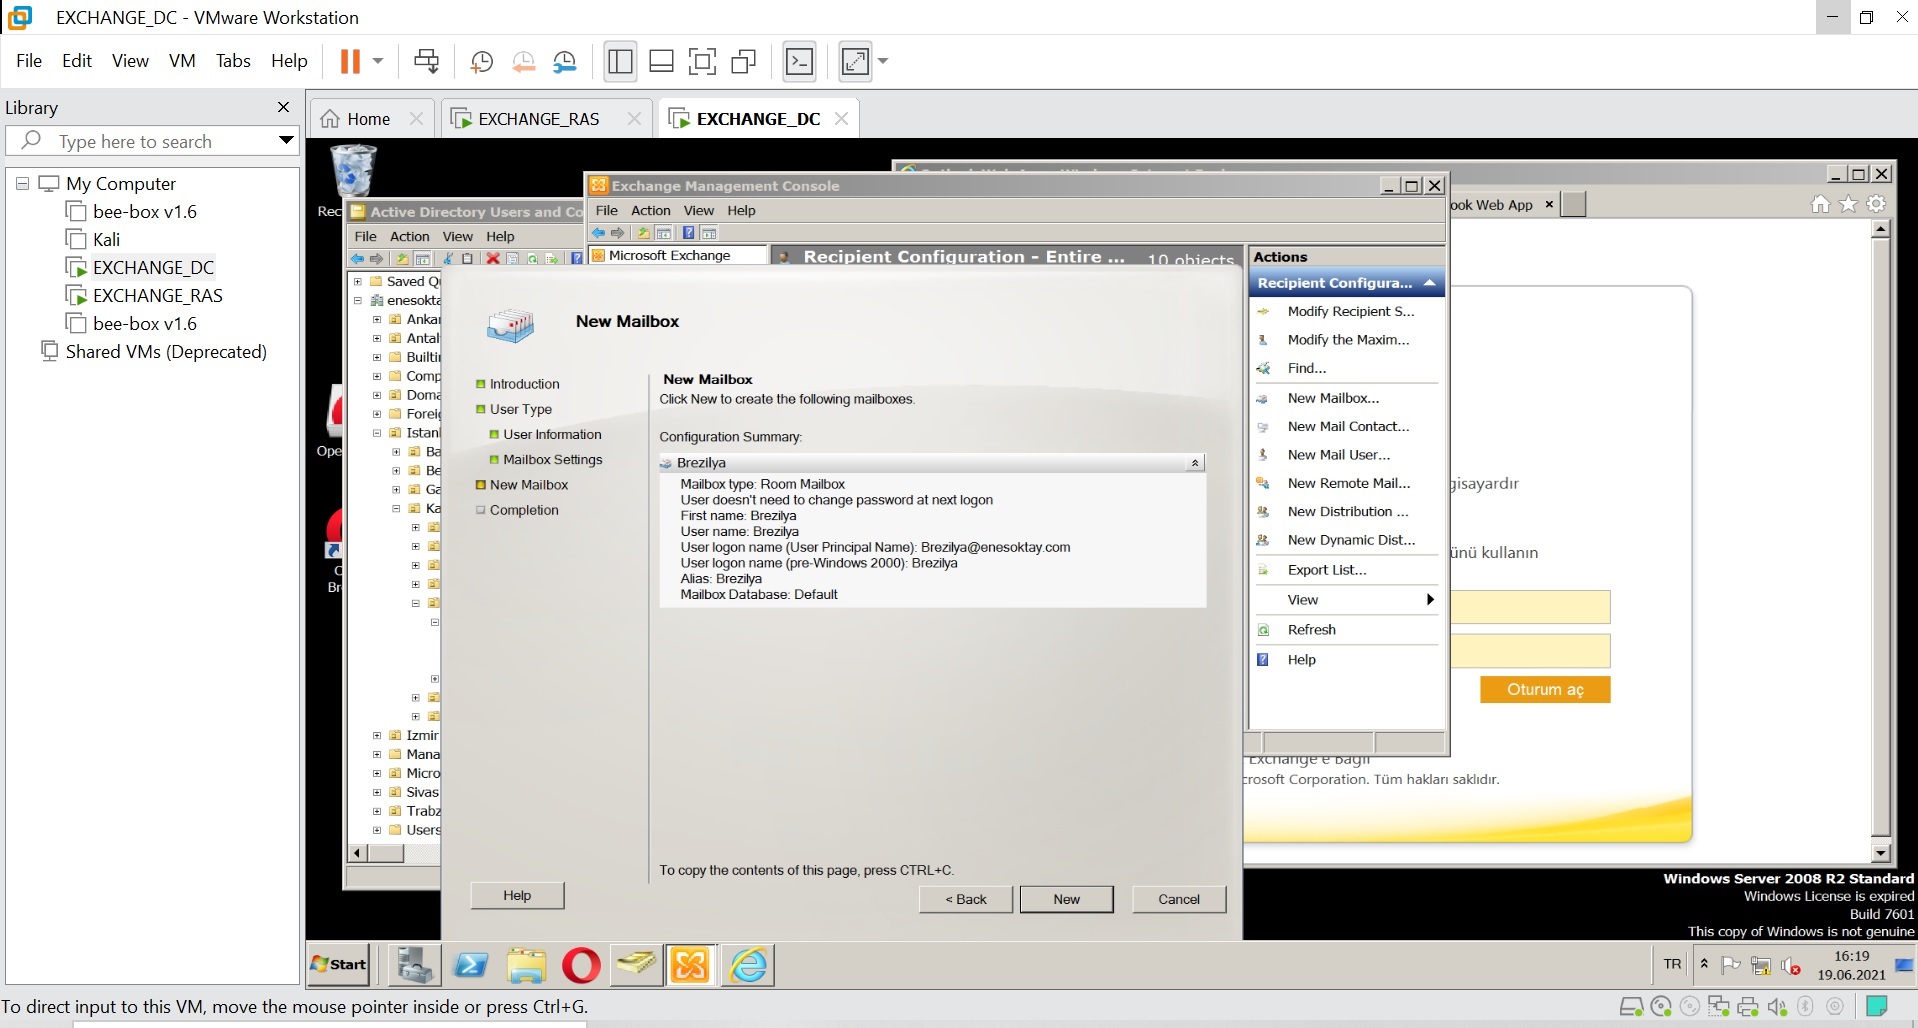 EXCHANGE_DC - VMware Workstation
File Edit View VM Tabs Help
Library
Type here to search
My Computer
bee-box v1.6
Kali
EXCHANGE_DC
EXCHANGE_RAS
bee-box v1.6
Shared VMs (Deprecated)
Home
EXCHANGE_RAS
EXCHANGE_DC
Rec
Ope
Br
Active Directory Users and Co
File Action View Help
Saved Qu
enesokta
Ankar
Antal
Builtin
Comp
Doma
Foreig
Istanl
Ba
Be
Ga
Ka
Izmir
Mana
Micro
Sivas
Trabz
Users
Exchange Management Console
File Action View Help
Microsoft Exchange
Recipient Configuration - Entire ... 10 objects
Actions
Recipient Configura...
Modify Recipient S...
Modify the Maxim...
Find...
New Mailbox...
New Mail Contact...
New Mail User...
New Remote Mail...
New Distribution ...
New Dynamic Dist...
Export List...
View
Refresh
Help
New Mailbox
Introduction
User Type
User Information
Mailbox Settings
New Mailbox
Completion
New Mailbox
Click New to create the following mailboxes.
Configuration Summary:
Brezilya
Mailbox type: Room Mailbox
User doesn't need to change password at next logon
First name: Brezilya
User name: Brezilya
User logon name (User Principal Name): Brezilya@enesoktay.com
User logon name (pre-Windows 2000): Brezilya
Alias: Brezilya
Mailbox Database: Default
To copy the contents of this page, press CTRL+C.
Help
< Back
New
Cancel
ook Web App
gisayardır
ünü kullanın
Oturum aç
Exchange'e Bağlı
crosoft Corporation. Tüm hakları saklıdır.
Windows Server 2008 R2 Standard
Windows License is expired
Build 7601
This copy of Windows is not genuine
Start
TR
16:19
19.06.2021
To direct input to this VM, move the mouse pointer inside or press Ctrl+G.